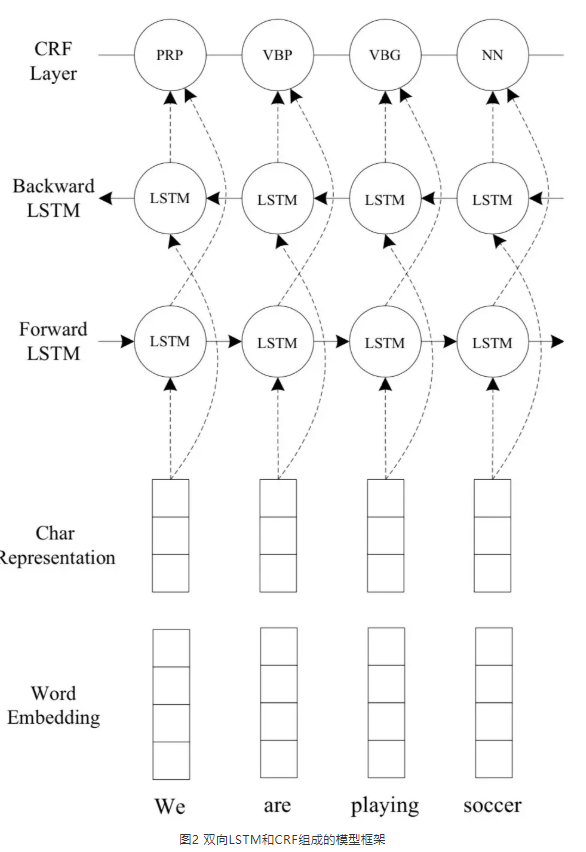 CRF
Layer
PRP
VBP
VBG
NN
Backward
LSTM
LSTM
LSTM
LSTM
LSTM
Forward
LSTM
LSTM
LSTM
LSTM
LSTM
Char
Representation
Word
Embedding
We
are
playing
soccer
图2 双向LSTM和CRF组成的模型框架